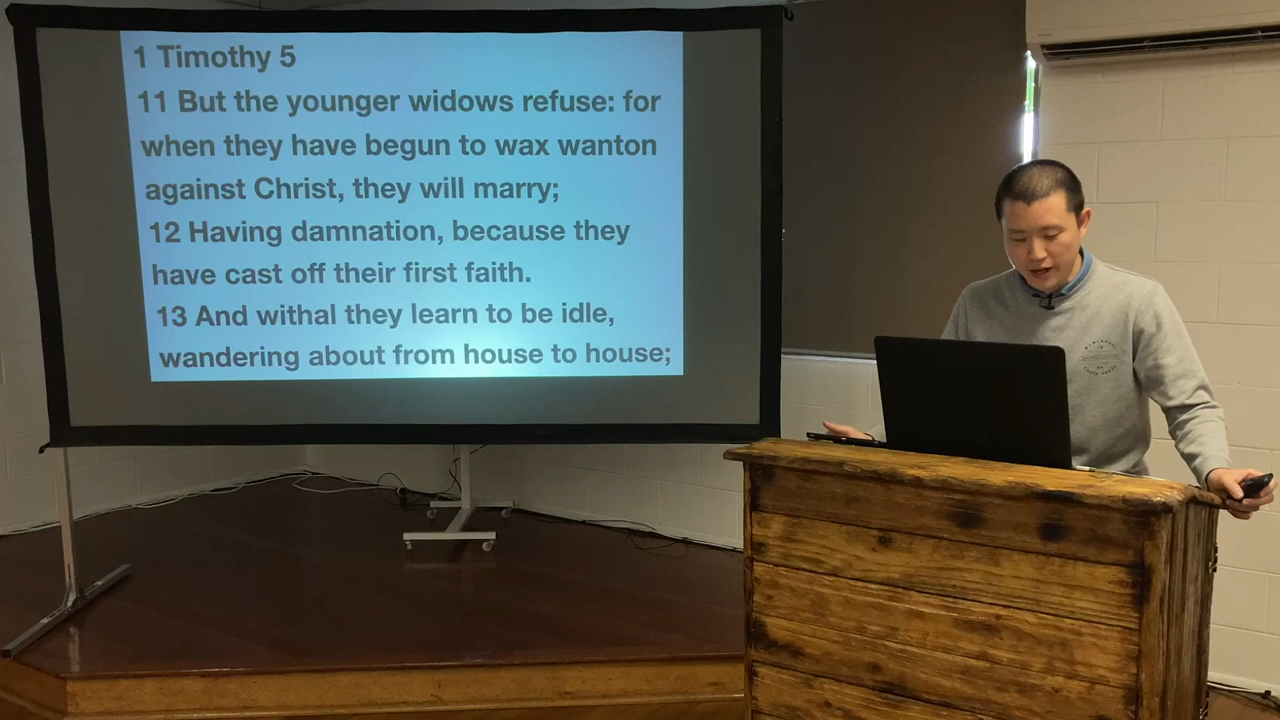 1 Timothy 5
11 But the younger widows refuse: for
when they have begun to wax wanton
against Christ, they will marry;
12 Having damnation, because they
have cast off their first faith.
13 And withal they learn to be idle,
wandering about from house to house;